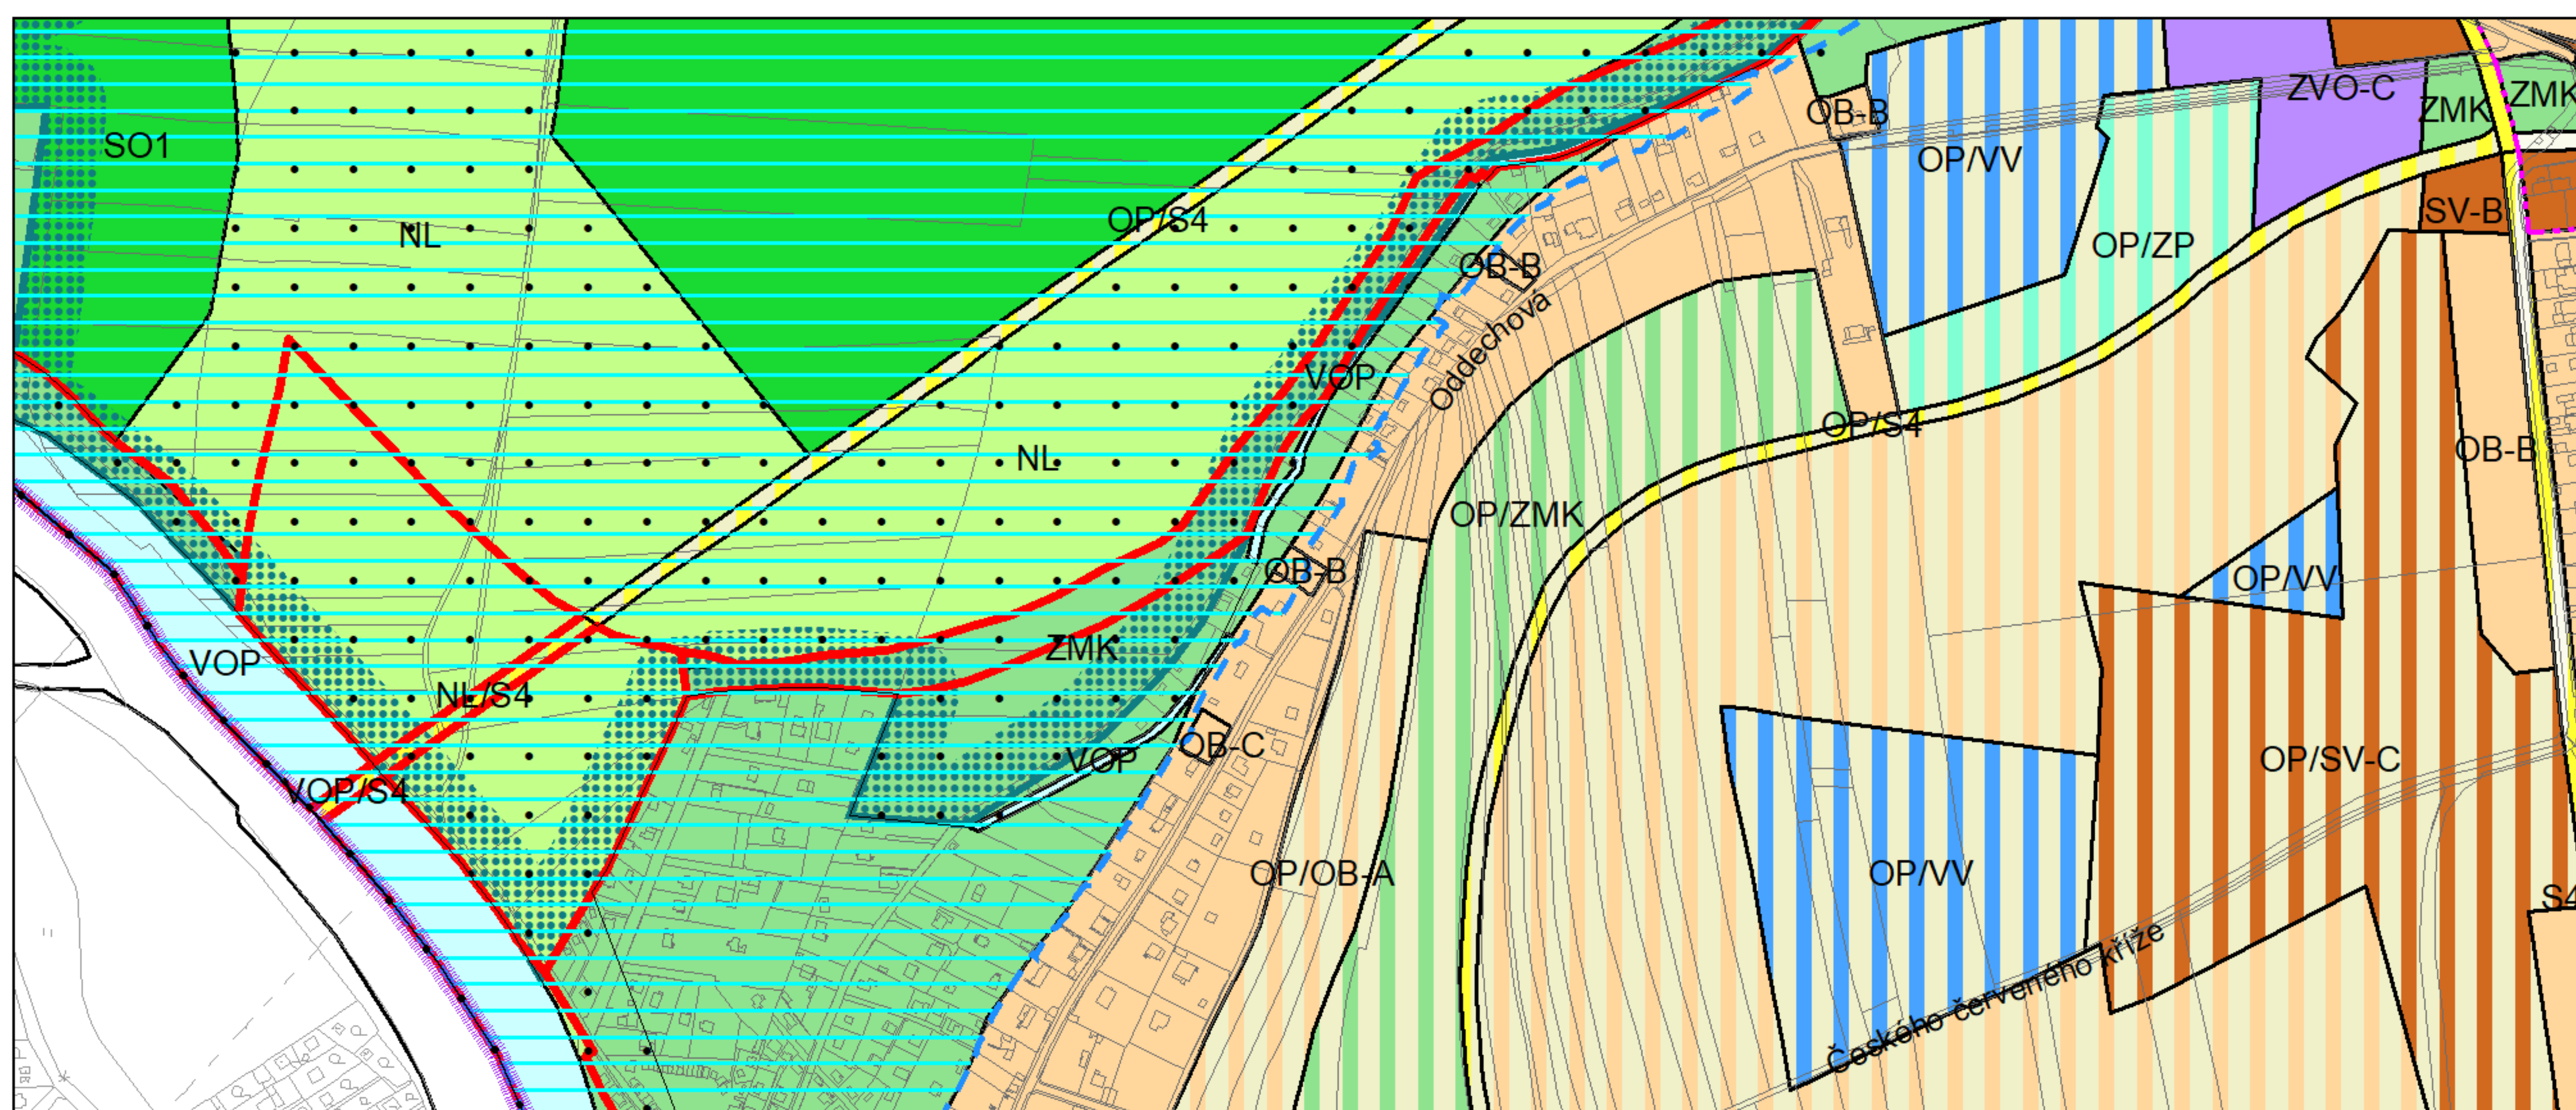 ZVO-C
ZMK
ZMK
OB-B
SO1
OP/VV
SV-B
OP/S4
NL
OP/ZP
OB-B
Oddechová
VOP
OP/S4
OB-B
NL
OP/ZMK
OB-B
OP/VV
ZMK
VOP
NL/S4
OB-C
VOP
OP/SV-C
VOP/S4
OP/OB-A
OP/VV
S4
Českého červeného kříže